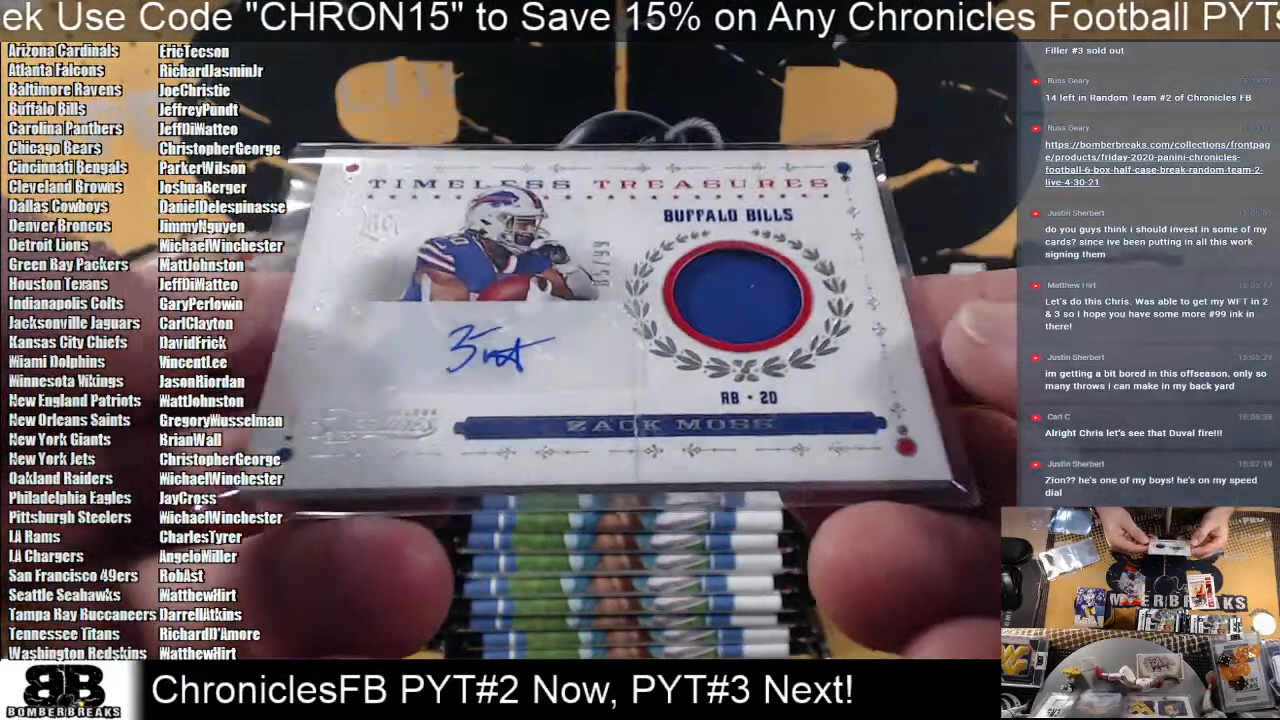 ek Use Code "CHRON15" to Save 15% on Any Chronicles Football PYT
Arizona Cardinals EricTecson
Atlanta Falcons RichardJasminJr
Baltimore Ravens JoeChristie
Buffalo Bills JeffreyPundt
Carolina Panthers JeffDiMatteo
Chicago Bears ChristopherGeorge
Cincinnati Bengals ParkerWilson
Cleveland Browns JoshuaBerger
Dallas Cowboys DanielDelespinasse
Denver Broncos JimmyNguyen
Detroit Lions MichaelWinchester
Green Bay Packers MattJohnston
Houston Texans JeffDiMatteo
Indianapolis Colts GaryPerlowin
Jacksonville Jaguars CarlClayton
Kansas City Chiefs DavidFrick
Miami Dolphins VincentLee
Minnesota Vikings JasonRiordan
New England Patriots MattJohnston
New Orleans Saints GregoryMusselman
New York Giants BrianWall
New York Jets ChristopherGeorge
Oakland Raiders MichaelWinchester
Philadelphia Eagles JayCross
Pittsburgh Steelers MichaelWinchester
LA Rams CharlesTyrer
LA Chargers AngeloMiller
San Francisco 49ers RobAst
Seattle Seahawks MatthewHirt
Tampa Bay Buccaneers DarrellAtkins
Tennessee Titans RichardD'Amore
Washington Redskins MatthewHirt
TIMELESS TREASURES
BUFFALO BILLS
RB • 20
ZACK MOSS
Filler #3 sold out
Russ Geary
14 left in Random Team #2 of Chronicles FB
Russ Geary
https://bomberbreaks.com/collections/frontpag
e/products/friday-2020-panini-chronicles-
football-6-box-half-case-break-random-team-2-
live-4-30-21
Justin Sherbert
do you guys think i should invest in some of my
cards? since ive been putting in all this work
signing them
Matthew Hirt
Let's do this Chris. Was able to get my WFT in 2
& 3 so I hope you have some more #99 ink in
there!
Justin Sherbert 15:05:29
im getting a bit bored in this offseason. only so
many throws i can make in my back yard
Carl C
Alright Chris let's see that Duval fire!!!
Justin Sherbert 15:07:19
Zion?? he's one of my boys! he's on my speed
dial
BB
BOMBERBREAKS
ChroniclesFB PYT#2 Now, PYT#3 Next!